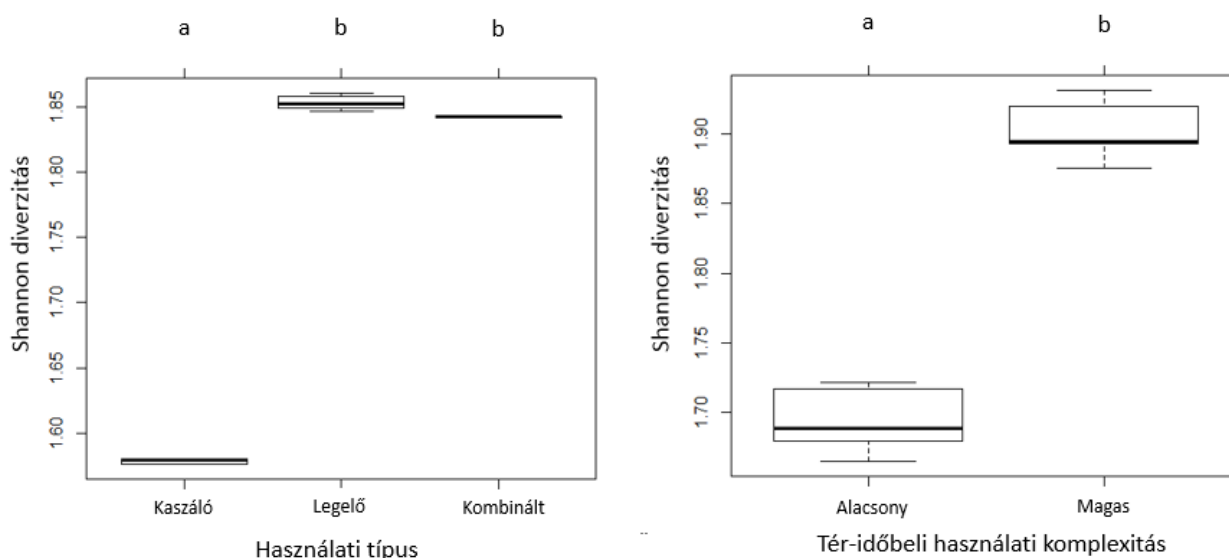 a b b
Shannon diverzitás
1.85
1.80
1.75
1.70
1.65
1.60
Kaszáló Legelő Kombinált
Használati típus
a b
Shannon diverzitás
1.90
1.85
1.80
1.75
1.70
Alacsony Magas
Tér-időbeli használati komplexitás